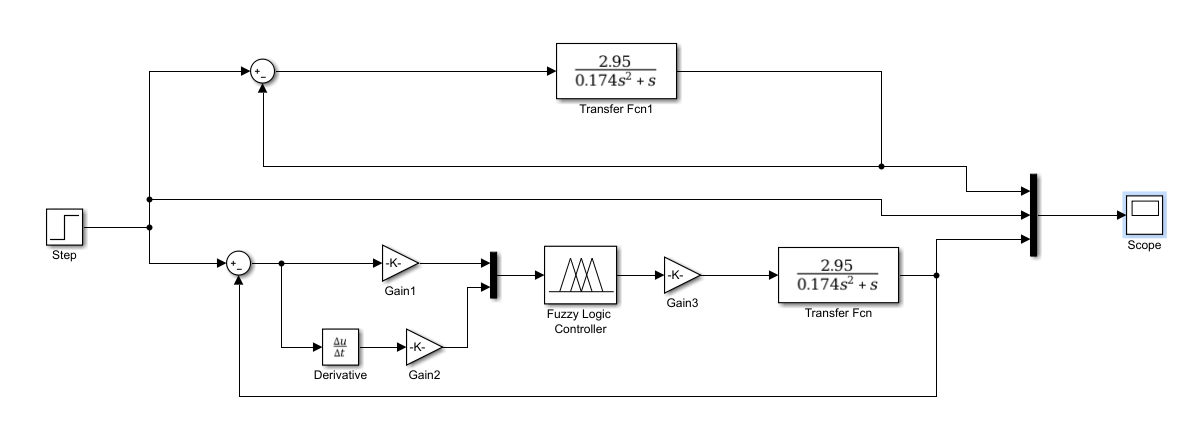 2.95
0.174s² + s
Transfer Fcn1
+
−
Step
+
−
-K-
Gain1
Δu
Δt
Derivative
-K-
Gain2
Fuzzy Logic
Controller
-K-
Gain3
2.95
0.174s² + s
Transfer Fcn
Scope